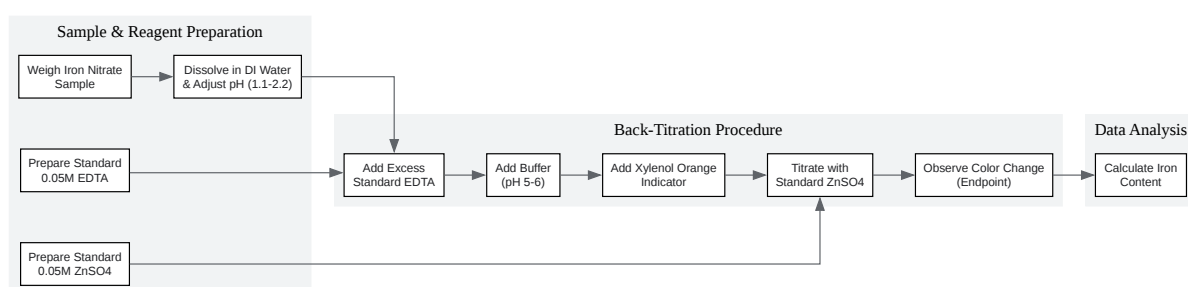 Sample & Reagent Preparation
Weigh Iron Nitrate
Sample
Dissolve in DI Water
& Adjust pH (1.1-2.2)
Prepare Standard
0.05M EDTA
Prepare Standard
0.05M ZnSO4
Back-Titration Procedure
Add Excess
Standard EDTA
Add Buffer
(pH 5-6)
Add Xylenol Orange
Indicator
Titrate with
Standard ZnSO4
Observe Color Change
(Endpoint)
Data Analysis
Calculate Iron
Content